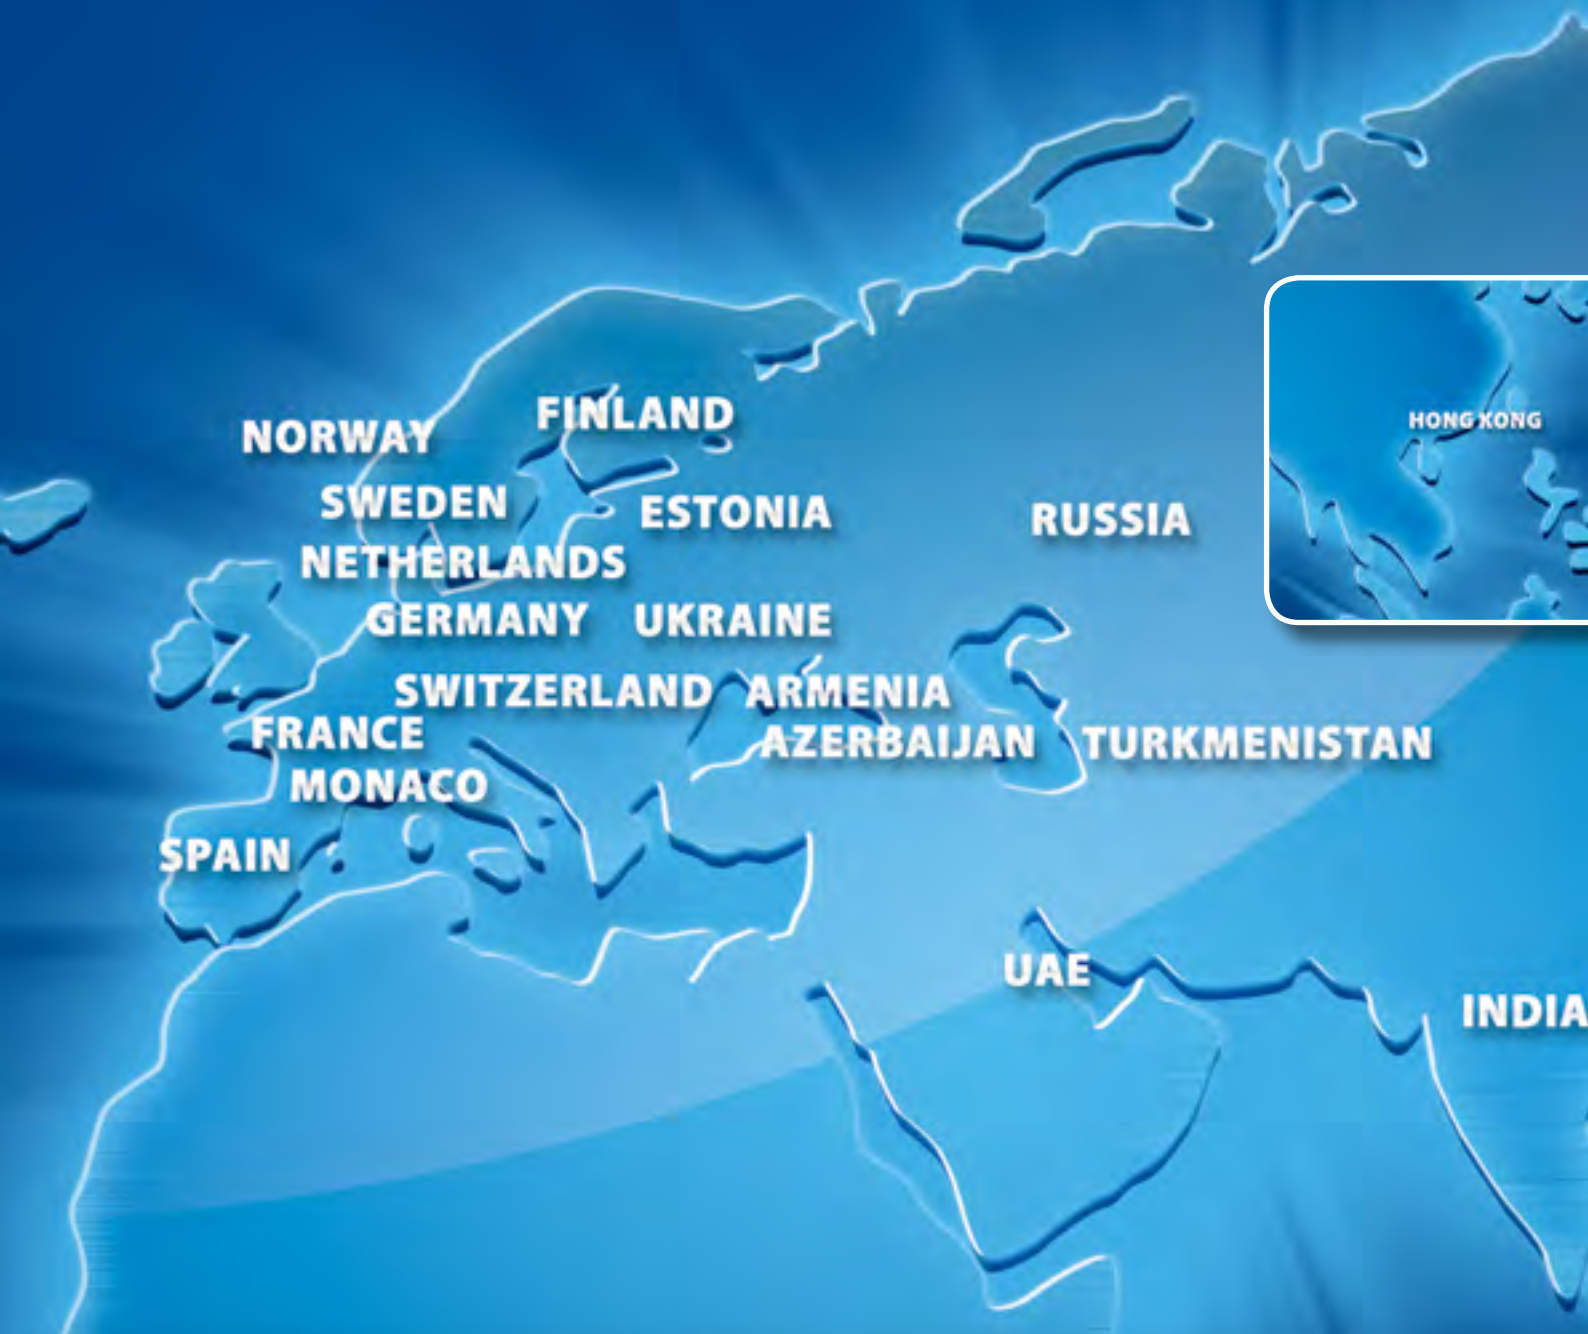 FINLAND
NORWAY
HONG KONG
SWEDEN
ESTONIA
RUSSIA
NETHERLANDS
GERMANY
UKRAINE
SWITZERLAND
ARMENIA
FRANCE
AZERBAIJAN
TURKMENISTAN
MONACO
SPAIN
UAE
INDIA